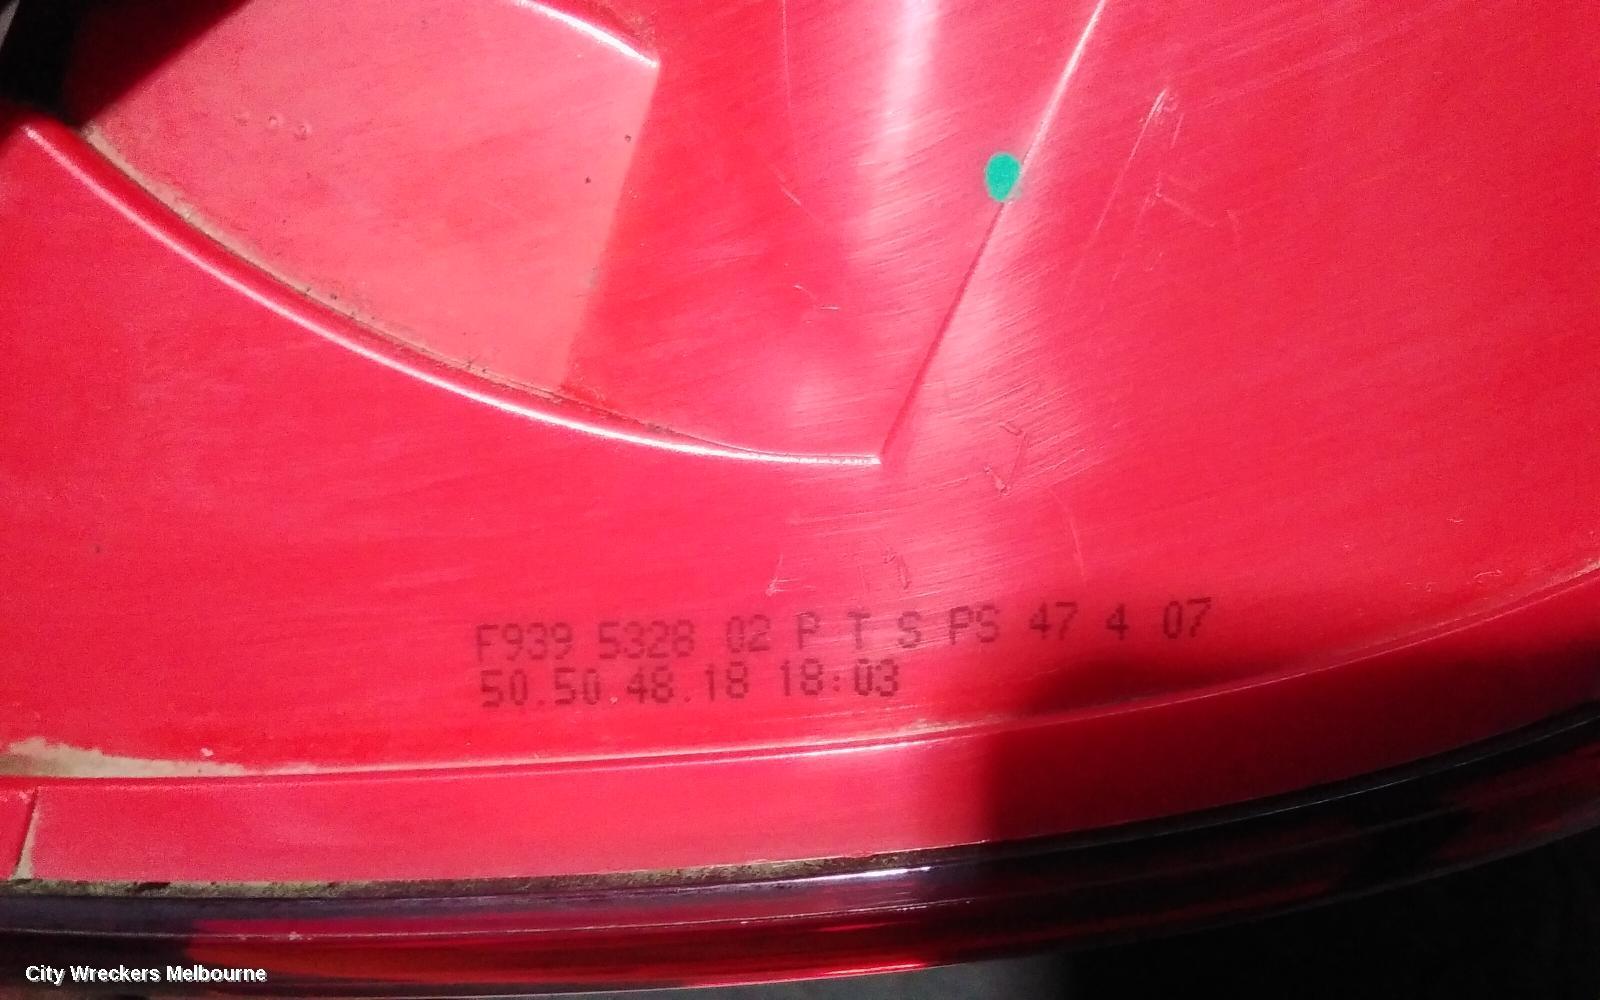 F939 5328 02 P T S PS 47 4 07
50.50.48.18 18:03
City Wreckers Melbourne